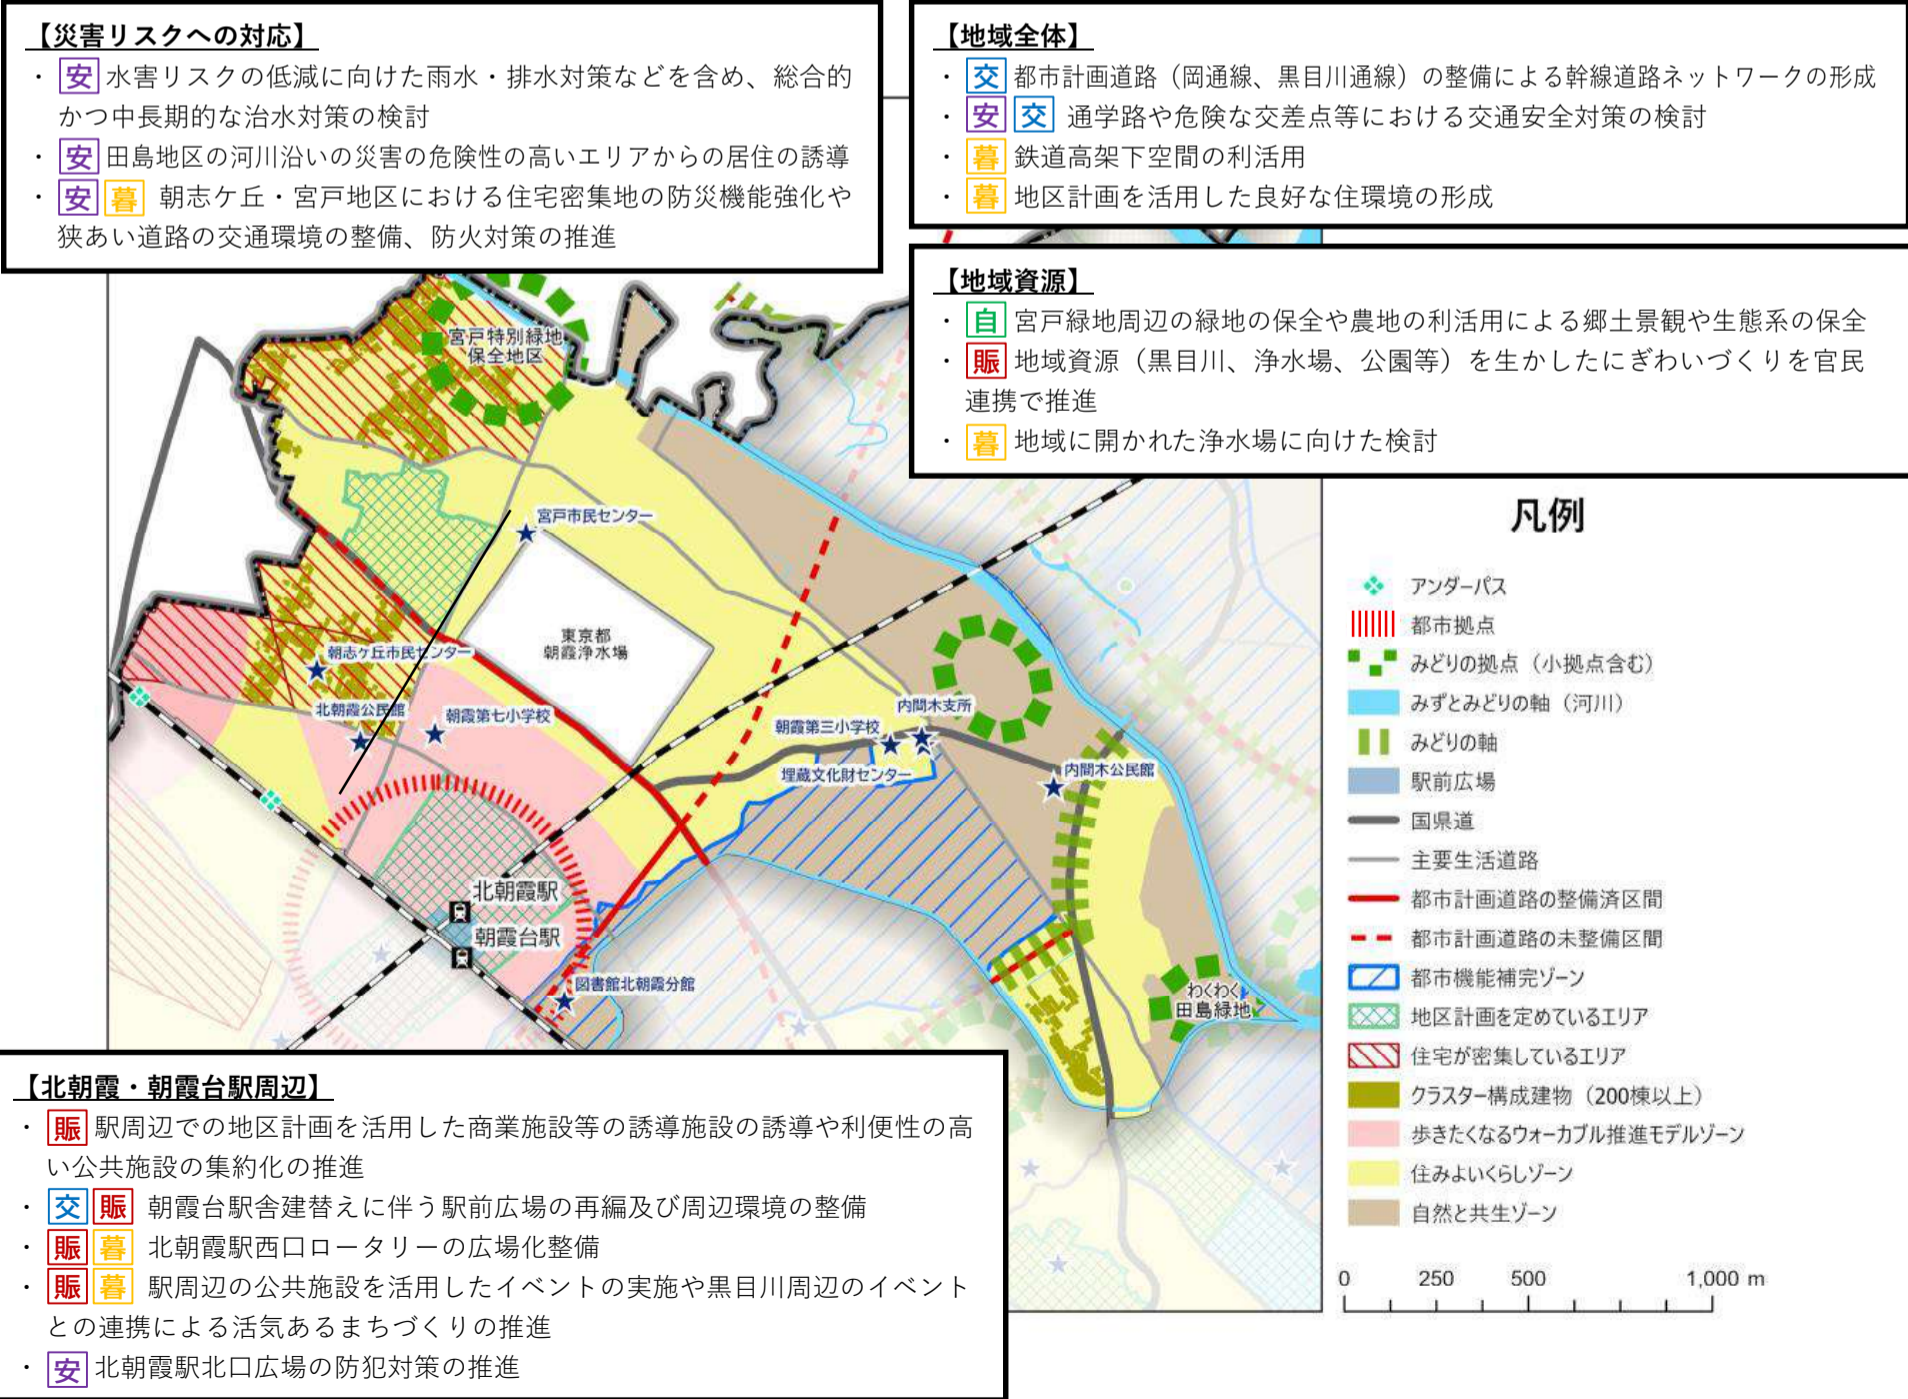 【災害リスクへの対応】
・安 水害リスクの低減に向けた雨水・排水対策などを含め、総合的
かつ中長期的な治水対策の検討
・安 田島地区の河川沿いの災害の危険性の高いエリアからの居住の誘導
・安 暮 朝志ケ丘・宮戸地区における住宅密集地の防災機能強化や
狭あい道路の交通環境の整備、防火対策の推進
【地域全体】
・交 都市計画道路（岡通線、黒目川通線）の整備による幹線道路ネットワークの形成
・安 交 通学路や危険な交差点等における交通安全対策の検討
・暮 鉄道高架下空間の利活用
・暮 地区計画を活用した良好な住環境の形成
【地域資源】
・自 宮戸緑地周辺の緑地の保全や農地の利活用による郷土景観や生態系の保全
・賑 地域資源（黒目川、浄水場、公園等）を生かしたにぎわいづくりを官民
連携で推進
・暮 地域に開かれた浄水場に向けた検討
宮戸特別緑地
保全地区
宮戸市民センター
東京都
朝霞浄水場
朝志ケ丘市民センター
北朝霞公民館
朝霞第七小学校
内間木支所
朝霞第三小学校
埋蔵文化財センター
内間木公民館
北朝霞駅
朝霞台駅
図書館北朝霞分館
わくわく
田島緑地
凡例
アンダーパス
都市拠点
みどりの拠点（小拠点含む）
みずとみどりの軸（河川）
みどりの軸
駅前広場
国県道
主要生活道路
都市計画道路の整備済区間
都市計画道路の未整備区間
都市機能補完ゾーン
地区計画を定めているエリア
住宅が密集しているエリア
クラスター構成建物（200棟以上）
歩きたくなるウォーカブル推進モデルゾーン
住みよいくらしゾーン
自然と共生ゾーン
0 250 500 1,000 m
【北朝霞・朝霞台駅周辺】
・賑 駅周辺での地区計画を活用した商業施設等の誘導施設の誘導や利便性の高
い公共施設の集約化の推進
・交 賑 朝霞台駅舎建替えに伴う駅前広場の再編及び周辺環境の整備
・賑 暮 北朝霞駅西口ロータリーの広場化整備
・賑 暮 駅周辺の公共施設を活用したイベントの実施や黒目川周辺のイベント
との連携による活気あるまちづくりの推進
・安 北朝霞駅北口広場の防犯対策の推進